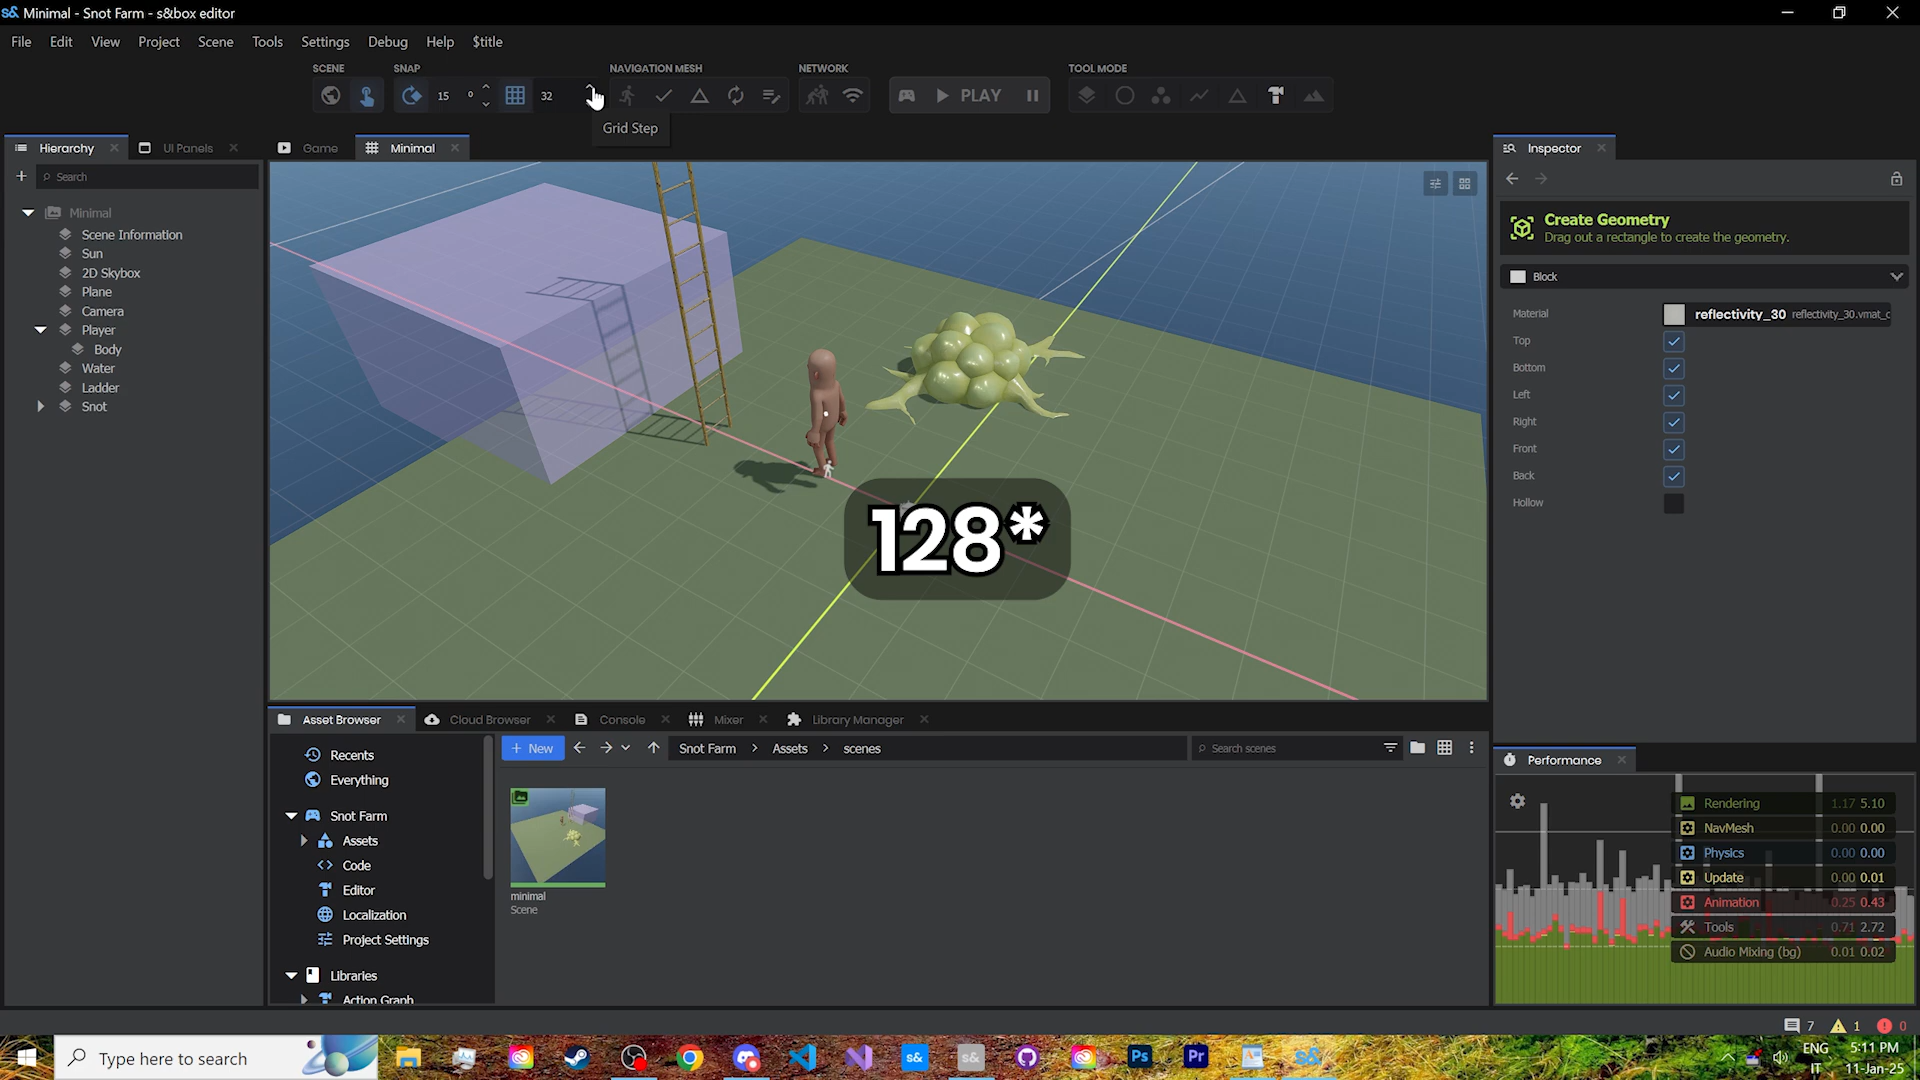 s& Minimal - Snot Farm - s&box editor
File Edit View Project Scene Tools Settings Debug Help $title
SCENE SNAP NAVIGATION MESH NETWORK TOOL MODE
15 ° 32 PLAY
Grid Step
Hierarchy UI Panels Game Minimal Inspector
Search
Minimal
Scene Information
Sun
2D Skybox
Plane
Camera
Player
Body
Water
Ladder
Snot
Create Geometry
Drag out a rectangle to create the geometry.
Block
Material reflectivity_30 reflectivity_30.vmat_c
Top
Bottom
Left
Right
Front
Back
Hollow
128*
Asset Browser Cloud Browser Console Mixer Library Manager
+ New Snot Farm > Assets > scenes Search scenes
Recents
Everything
Snot Farm
Assets
Code
Editor
Localization
Project Settings
Libraries
Action Graph
minimal
Scene
Performance
Rendering 1.17 5.10
NavMesh 0.00 0.00
Physics 0.00 0.00
Update 0.00 0.01
Animation 0.25 0.43
Tools 0.71 2.72
Audio Mixing (bg) 0.01 0.02
7 1 0
Type here to search
s& s& Ps Pr s&
ENG
IT
5:11 PM
11-Jan-25